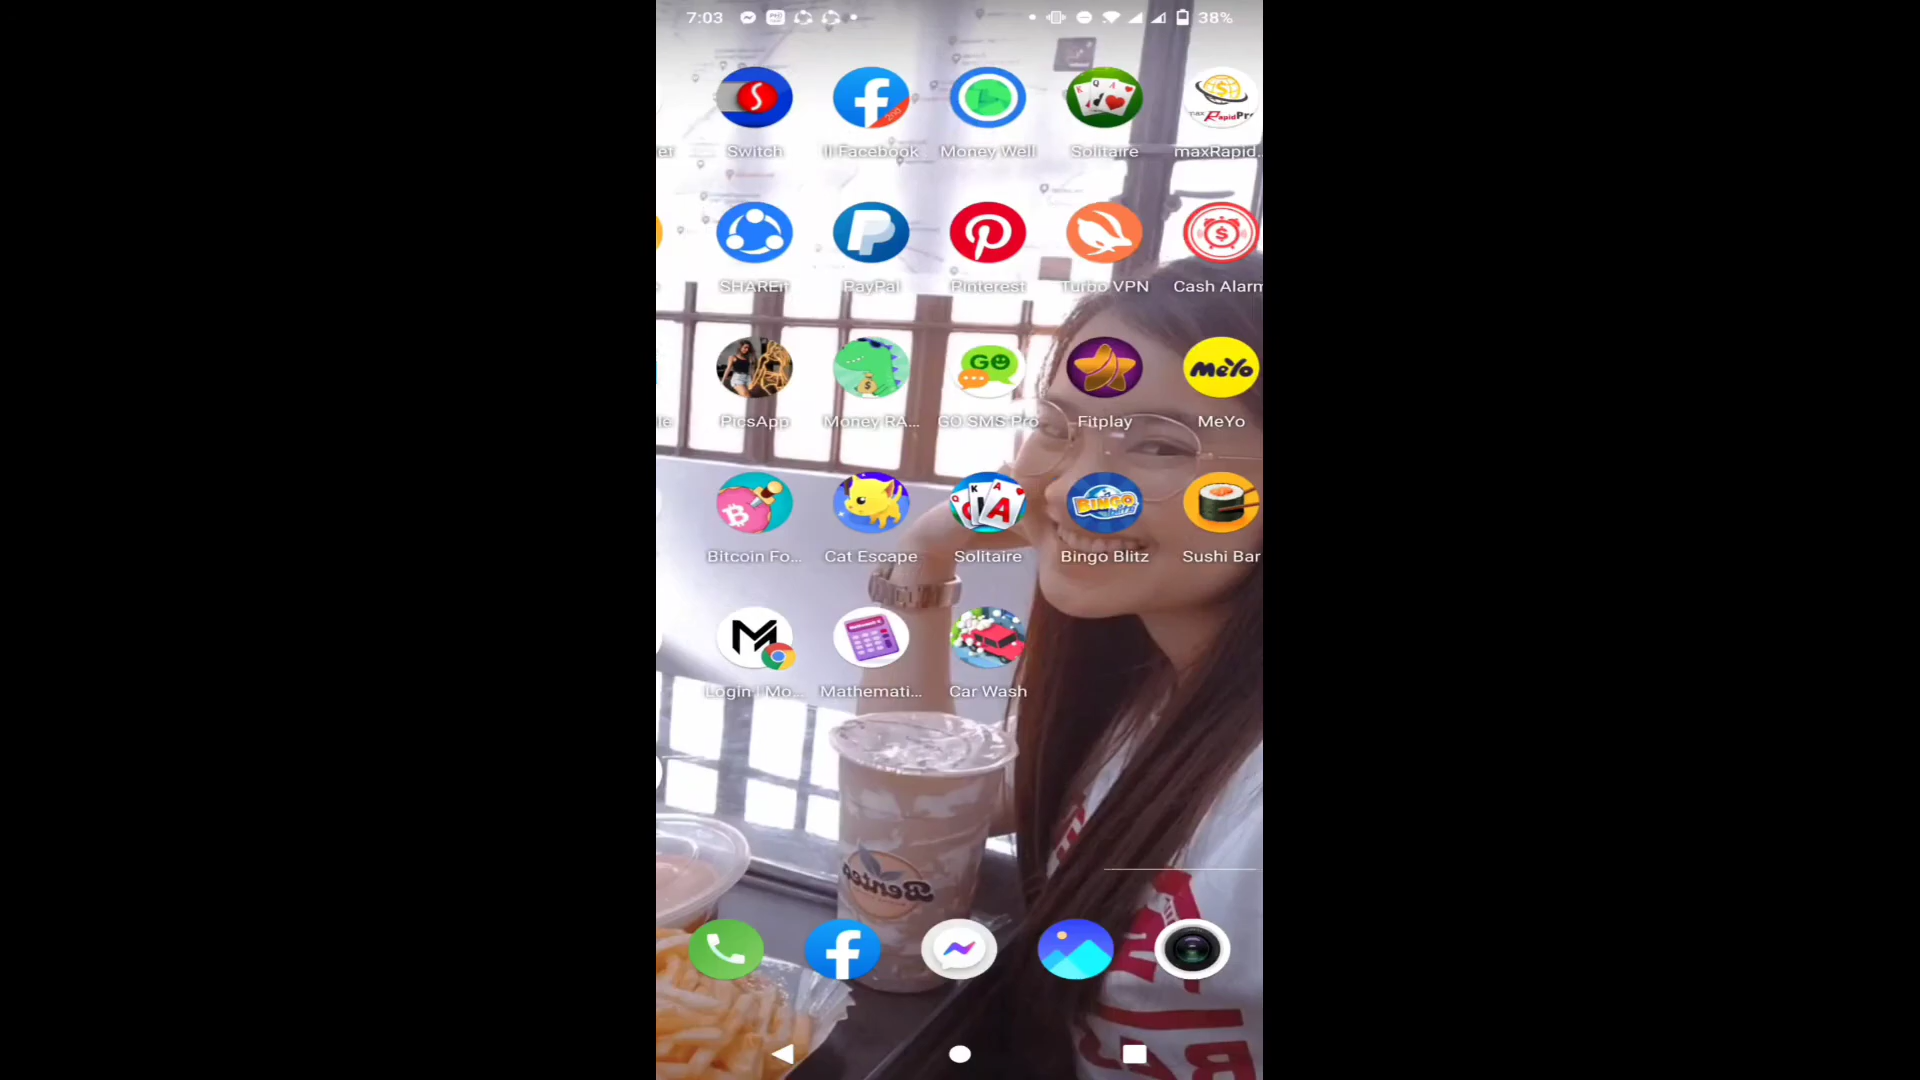 7:03 38%
Switch II Facebook Money Well Solitaire maxRapid...
SHAREit PayPal Pinterest Turbo VPN Cash Alarm
PicsApp Money RA... GO SMS Pro Fitplay MeYo
Bitcoin Fo... Cat Escape Solitaire Bingo Blitz Sushi Bar
Login | Mo... Mathemati... Car Wash